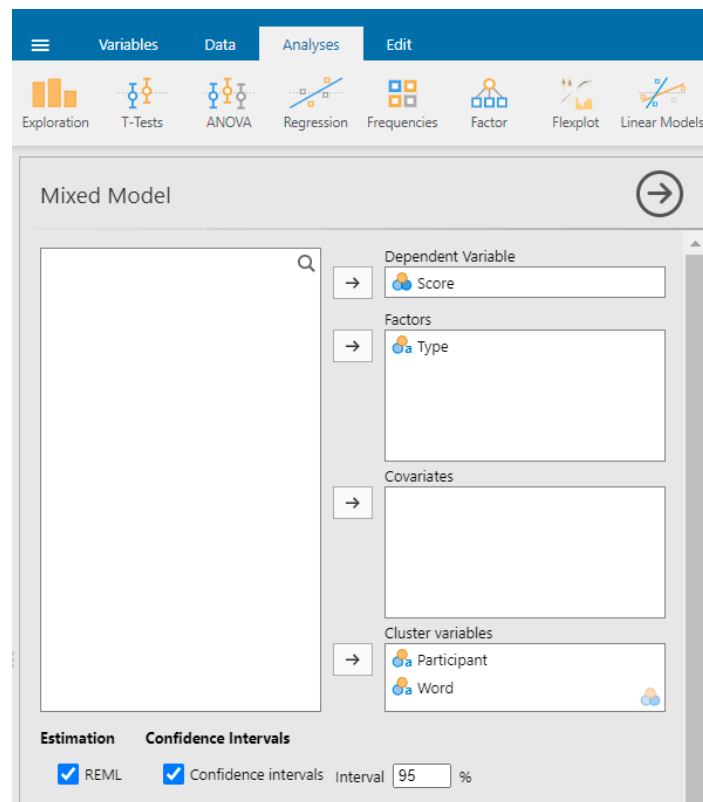 Variables Data Analyses Edit
Exploration T-Tests ANOVA Regression Frequencies Factor Flexplot Linear Models
Mixed Model
Dependent Variable
Score
Factors
a Type
Covariates
Cluster variables
a Participant
a Word
Estimation Confidence Intervals
REML Confidence intervals Interval 95 %